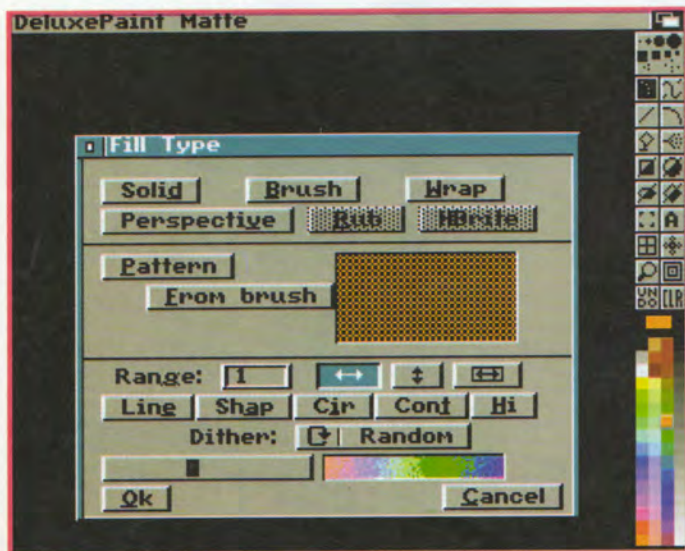 DeluxePaint Matte
Fill Type
Solid Brush Wrap
Perspective Rub HBrite
Pattern
From brush
A
UNDO CLR
Range: 1
Line Shap Cir Conf Hi
Dither: Random
Ok Cancel